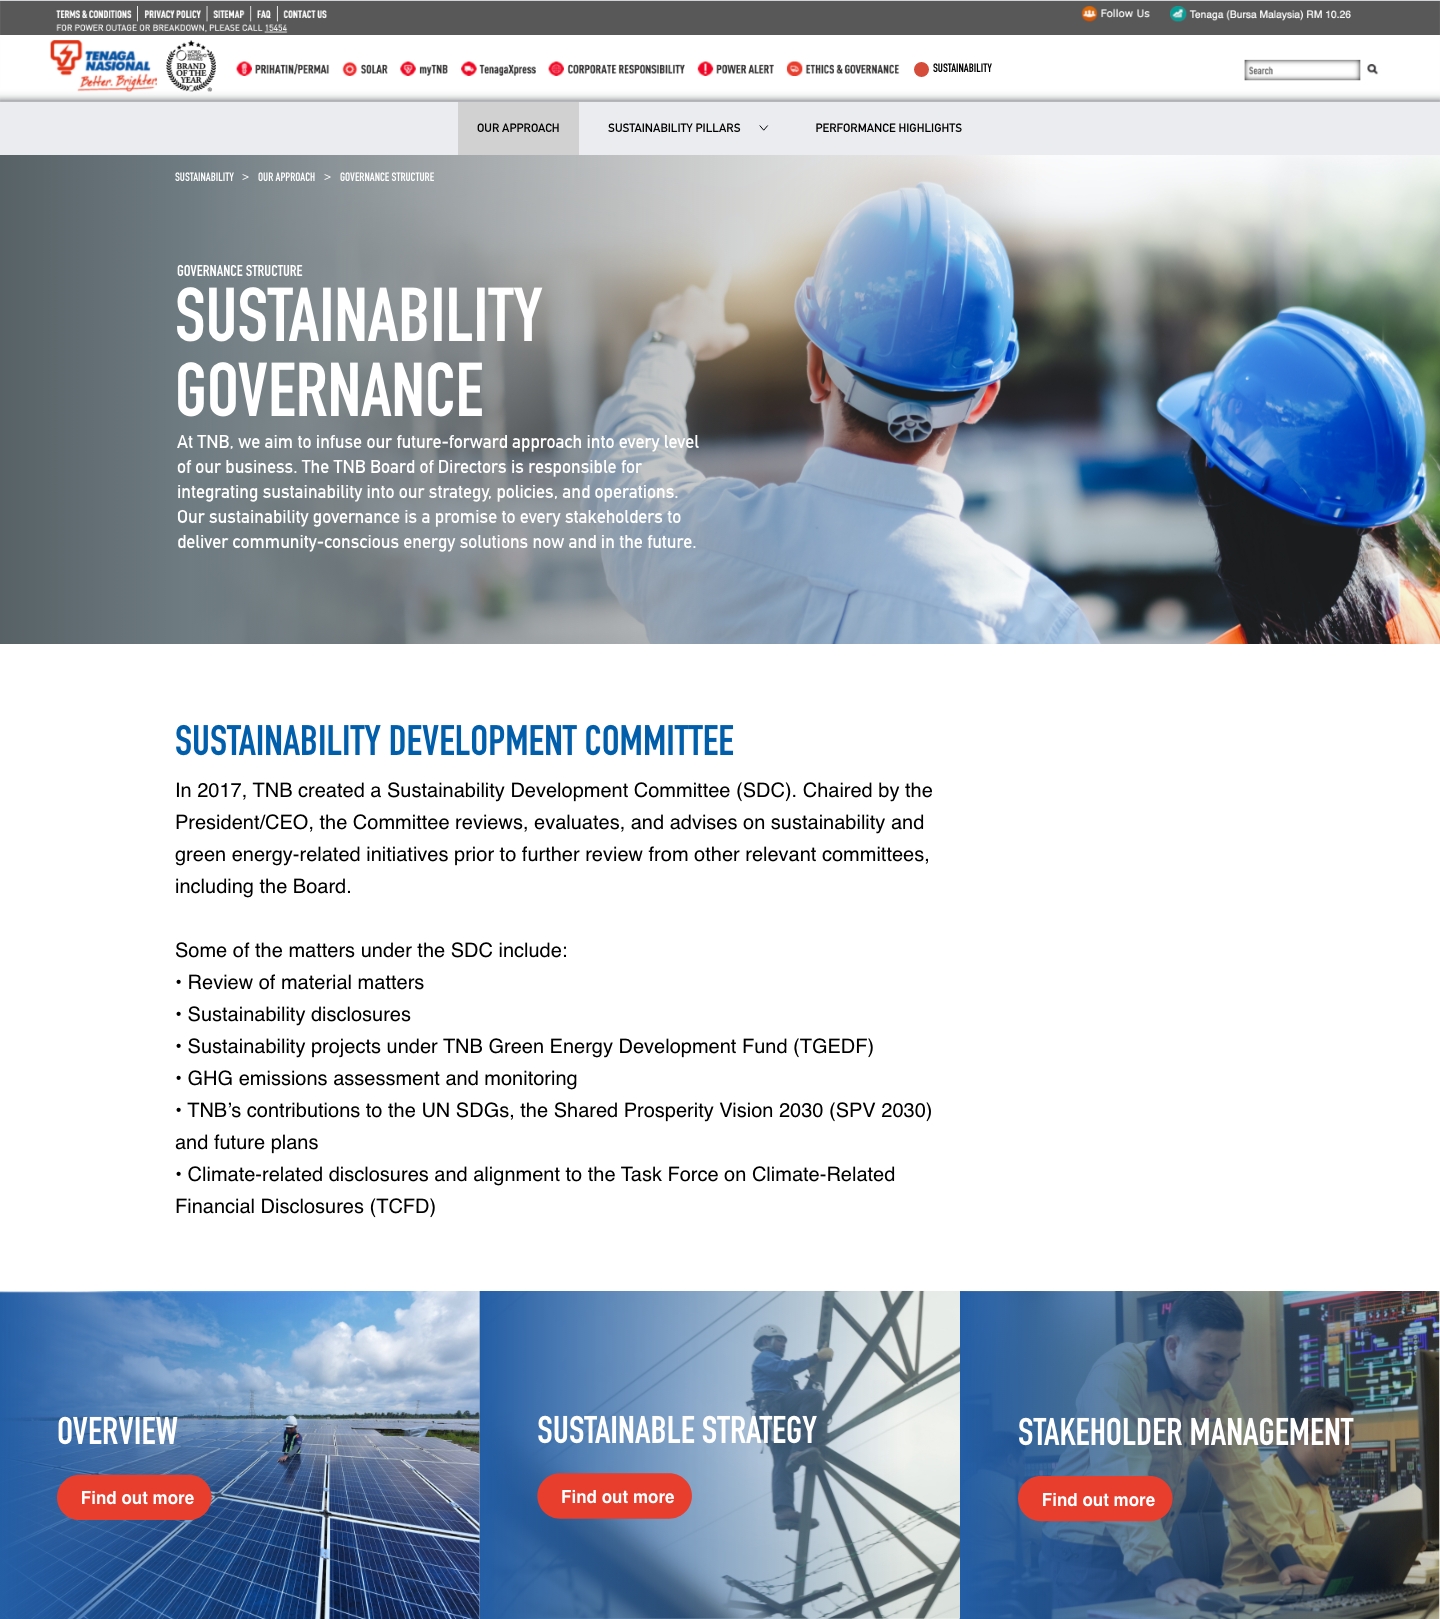 TERMS & CONDITIONS | PRIVACY POLICY | SITEMAP | FAQ | CONTACT US
FOR POWER OUTAGE OR BREAKDOWN, PLEASE CALL 15454
Follow Us
Tenaga (Bursa Malaysia) RM 10.26
TENAGA
NASIONAL
Better. Brighter.
BRAND
OF THE
YEAR
PRIHATIN/PERMAI
SOLAR
myTNB
TenagaXpress
CORPORATE RESPONSIBILITY
POWER ALERT
ETHICS & GOVERNANCE
SUSTAINABILITY
Search
OUR APPROACH
SUSTAINABILITY PILLARS
PERFORMANCE HIGHLIGHTS
SUSTAINABILITY > OUR APPROACH > GOVERNANCE STRUCTURE
GOVERNANCE STRUCTURE
SUSTAINABILITY
GOVERNANCE
At TNB, we aim to infuse our future-forward approach into every level
of our business. The TNB Board of Directors is responsible for
integrating sustainability into our strategy, policies, and operations.
Our sustainability governance is a promise to every stakeholders to
deliver community-conscious energy solutions now and in the future.
SUSTAINABILITY DEVELOPMENT COMMITTEE
In 2017, TNB created a Sustainability Development Committee (SDC). Chaired by the
President/CEO, the Committee reviews, evaluates, and advises on sustainability and
green energy-related initiatives prior to further review from other relevant committees,
including the Board.
Some of the matters under the SDC include:
• Review of material matters
• Sustainability disclosures
• Sustainability projects under TNB Green Energy Development Fund (TGEDF)
• GHG emissions assessment and monitoring
• TNB’s contributions to the UN SDGs, the Shared Prosperity Vision 2030 (SPV 2030)
and future plans
• Climate-related disclosures and alignment to the Task Force on Climate-Related
Financial Disclosures (TCFD)
OVERVIEW
Find out more
SUSTAINABLE STRATEGY
Find out more
14
STAKEHOLDER MANAGEMENT
Find out more